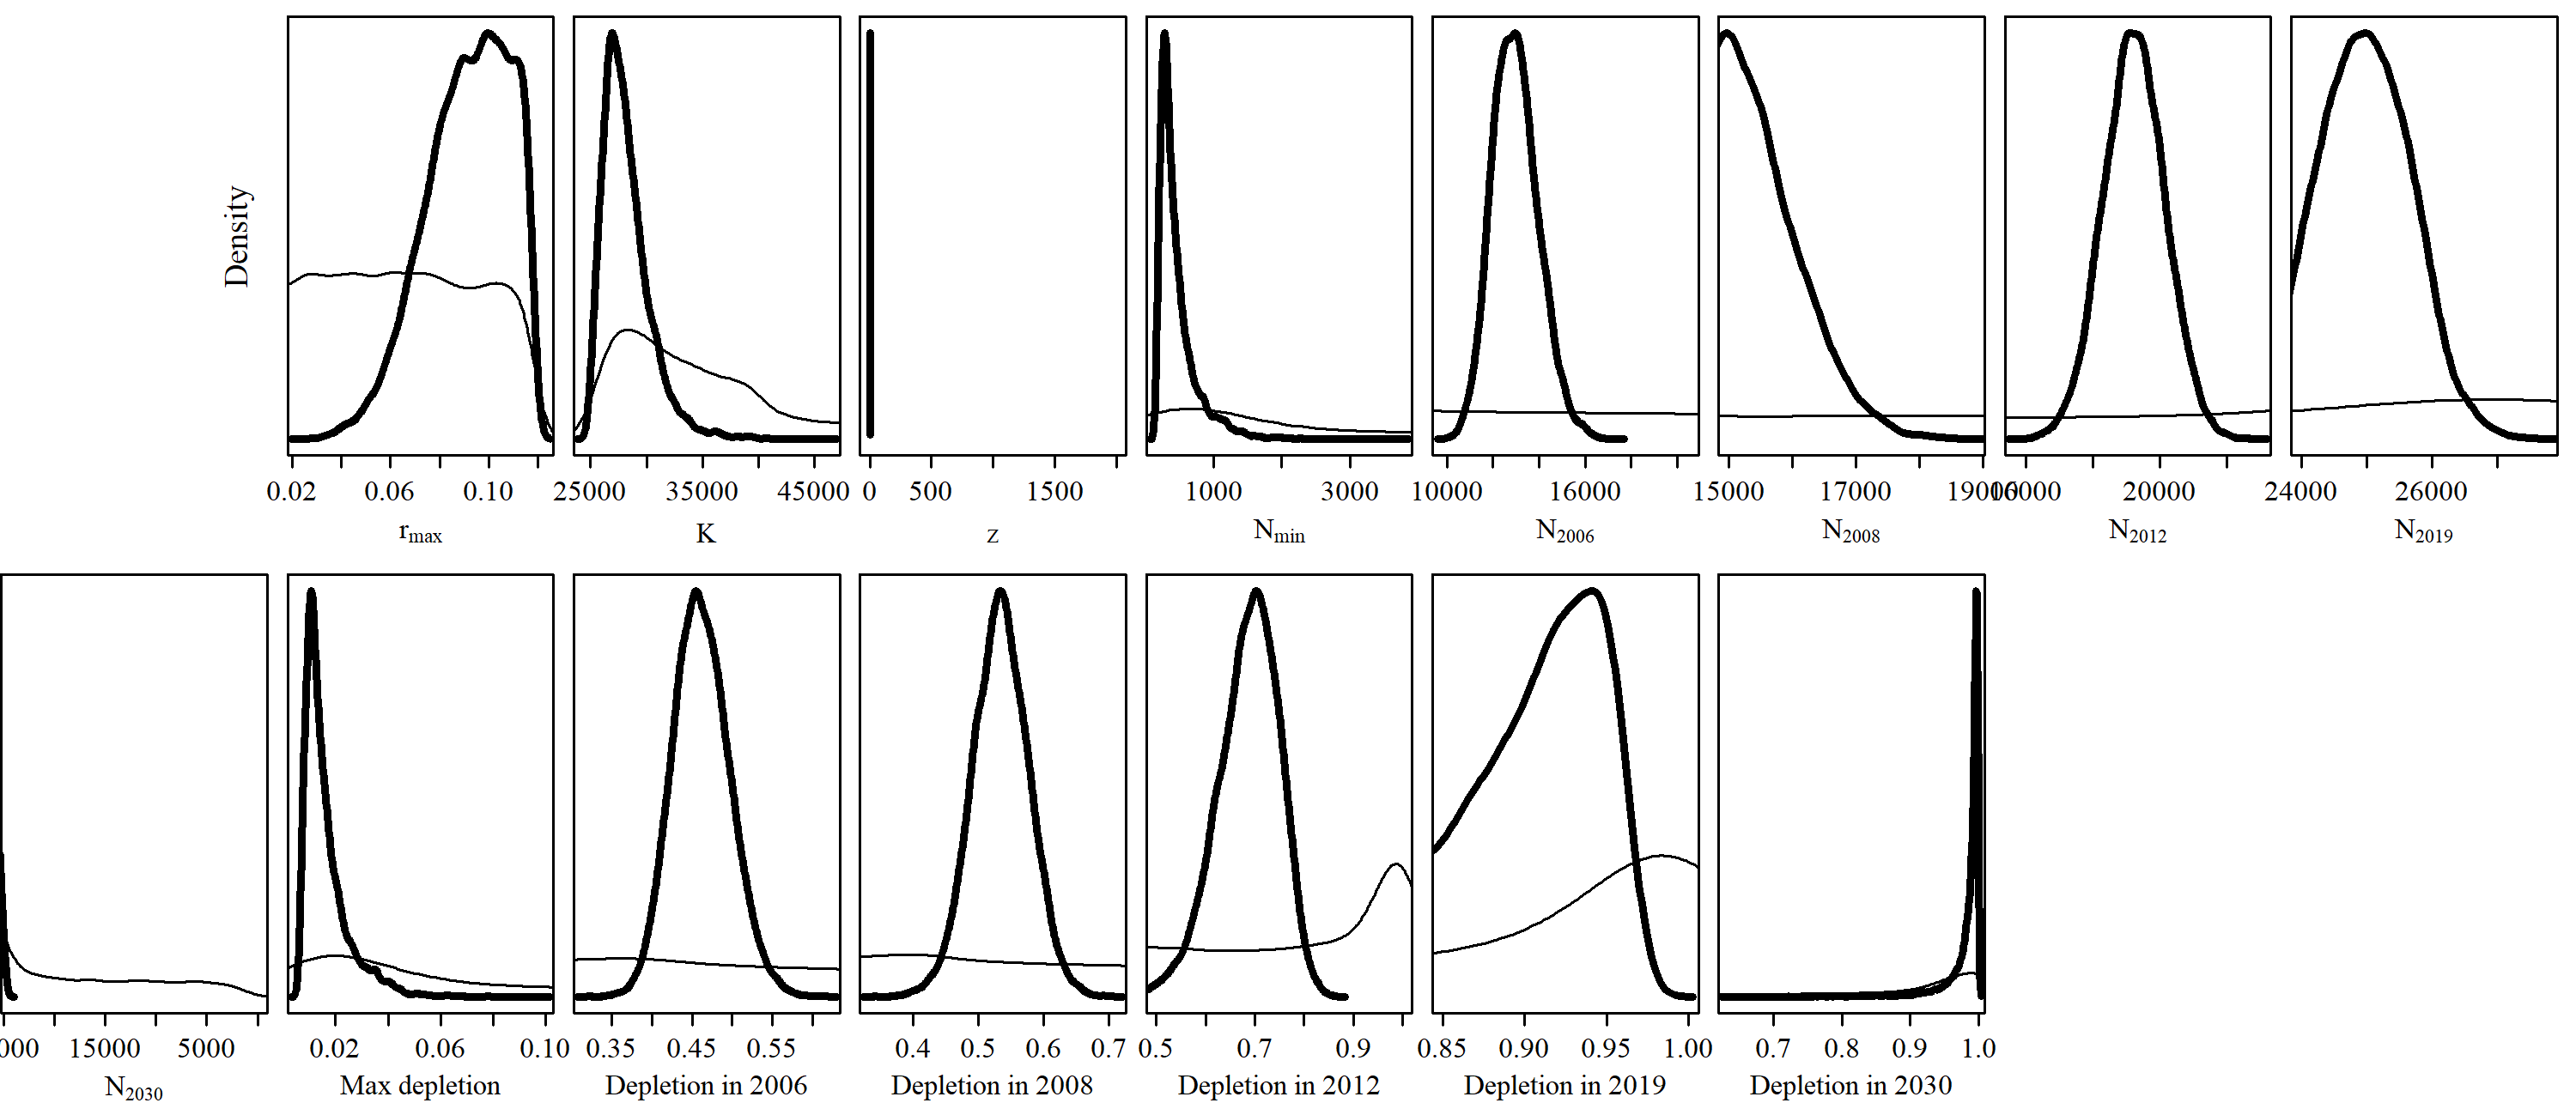 Density
0.02 0.06 0.10 25000 35000 45000 0 500 1500 1000 3000 10000 16000 15000 17000 19000 16000 20000 24000 26000
rmax K z Nmin N2006 N2008 N2012 N2019
000 15000 5000 0.02 0.06 0.10 0.35 0.45 0.55 0.4 0.5 0.6 0.7 0.5 0.7 0.9 0.85 0.90 0.95 1.00 0.7 0.8 0.9 1.0
N2030 Max depletion Depletion in 2006 Depletion in 2008 Depletion in 2012 Depletion in 2019 Depletion in 2030